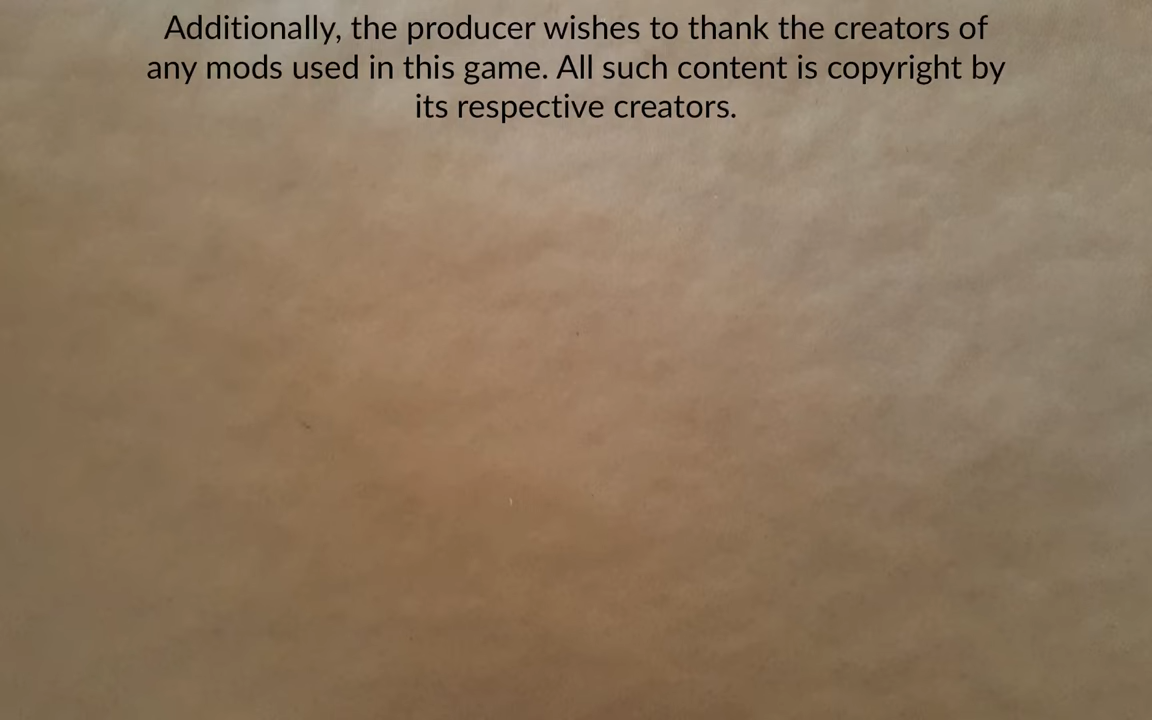 Additionally, the producer wishes to thank the creators of
any mods used in this game. All such content is copyright by
its respective creators.